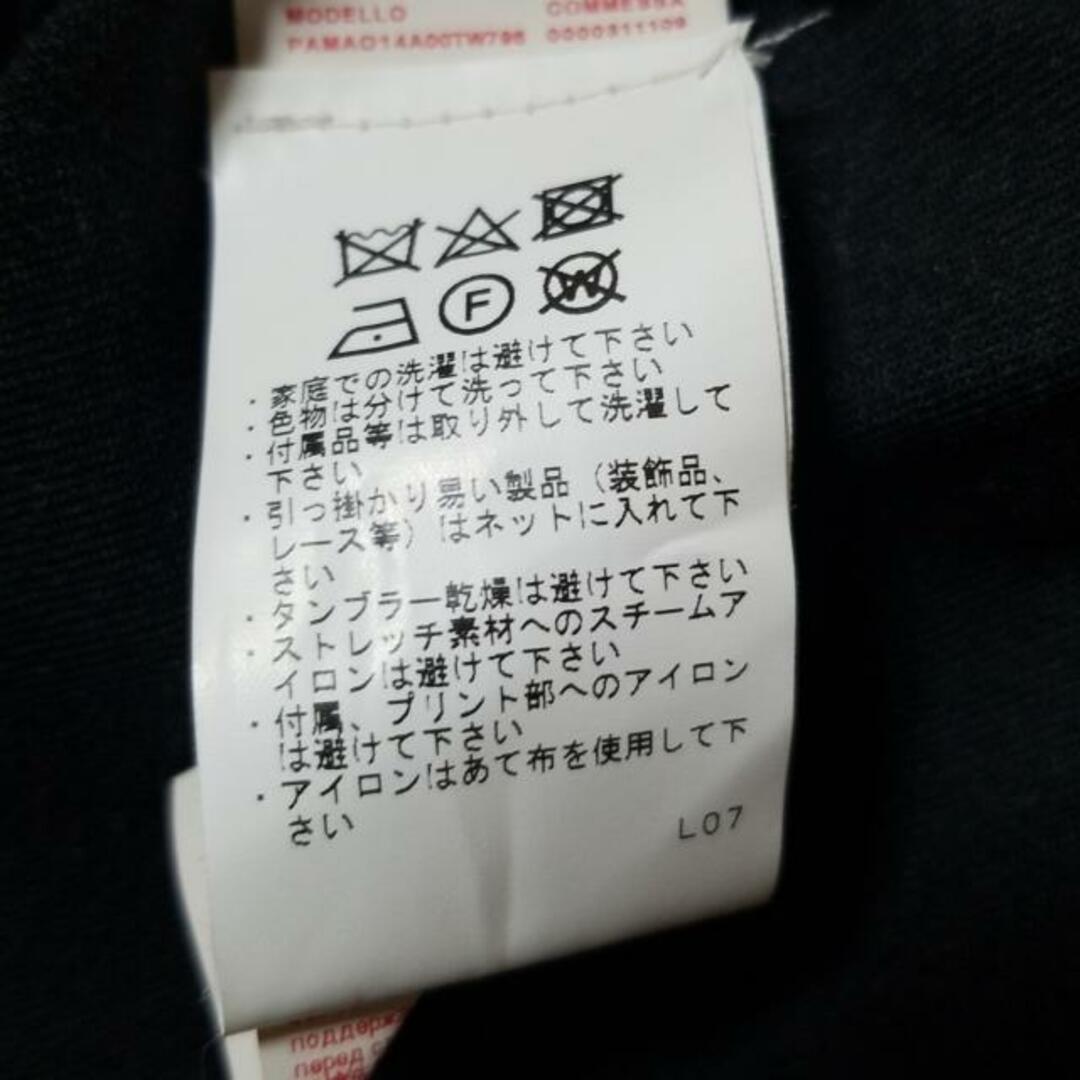 MODELLO COMMESSA
PAMAO14A00TW796 0000311109
F
W
・家庭での洗濯は避けて下さい
・色物は分けて洗って下さい
・付属品等は取り外して洗濯して
下さい
・引っ掛かり易い製品（装飾品、
レース等）はネットに入れて下
さい
・タンブラー乾燥は避けて下さい
・ストレッチ素材へのスチームア
イロンは避けて下さい
・付属、プリント部へのアイロン
は避けて下さい
・アイロンはあて布を使用して下
さい
L07
перед